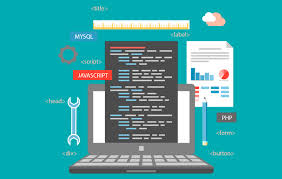 <title>
MYSQL
<label>
<script>
JAVASCRIPT
<head>
PHP
<form>
<div>
<button>